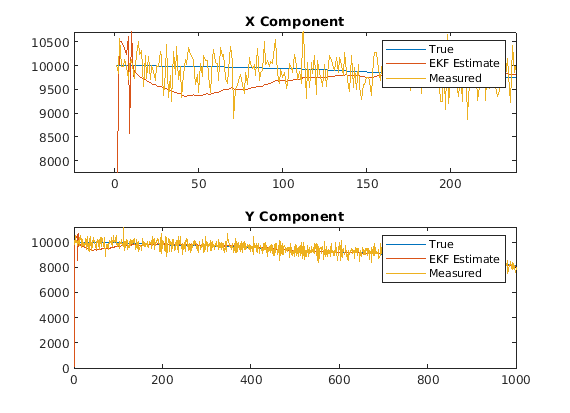 X Component
10500
10000
9500
9000
8500
8000
0
50
100
150
200
True
EKF Estimate
Measured
Y Component
10000
8000
6000
4000
2000
0
0
200
400
600
800
1000
True
EKF Estimate
Measured